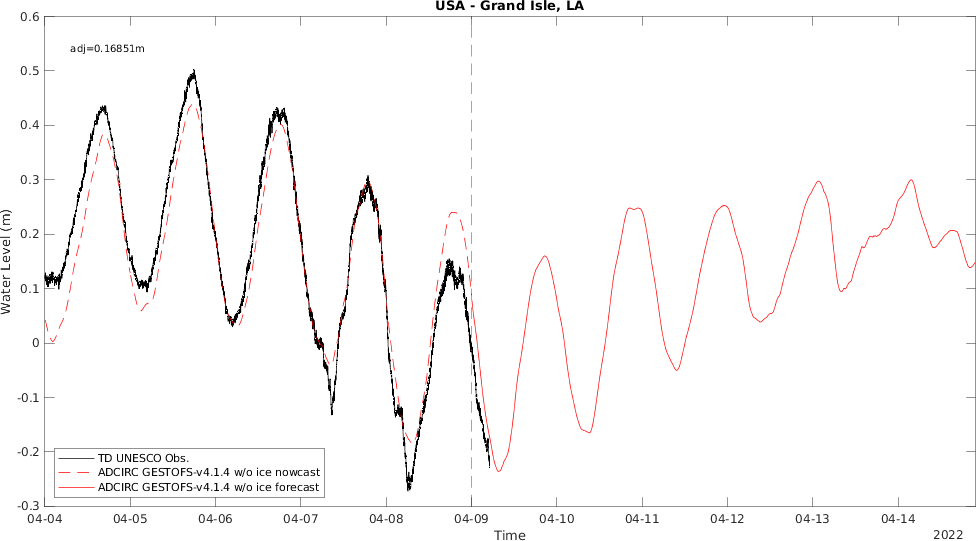 USA - Grand Isle, LA
adj=0.16851m
0.6
0.5
0.4
0.3
0.2
0.1
0
-0.1
-0.2
-0.3
Water Level (m)
TD UNESCO Obs.
ADCIRC GESTOFS-v4.1.4 w/o ice nowcast
ADCIRC GESTOFS-v4.1.4 w/o ice forecast
04-04 04-05 04-06 04-07 04-08 04-09 04-10 04-11 04-12 04-13 04-14
Time
2022